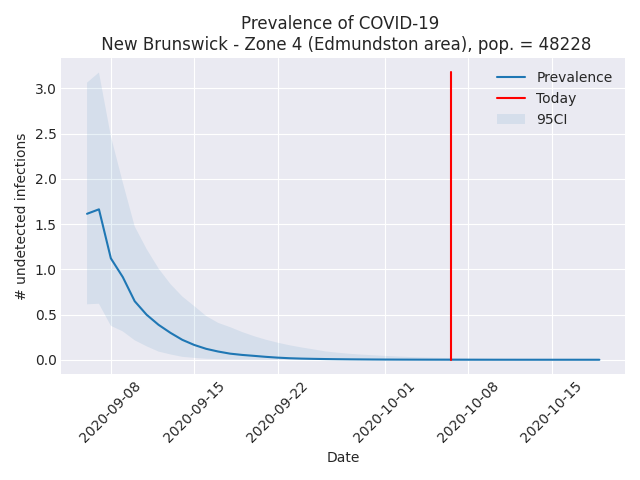 Prevalence of COVID-19
New Brunswick - Zone 4 (Edmundston area), pop. = 48228
Prevalence
Today
95CI
# undetected infections
3.0
2.5
2.0
1.5
1.0
0.5
0.0
2020-09-08
2020-09-15
2020-09-22
2020-10-01
2020-10-08
2020-10-15
Date